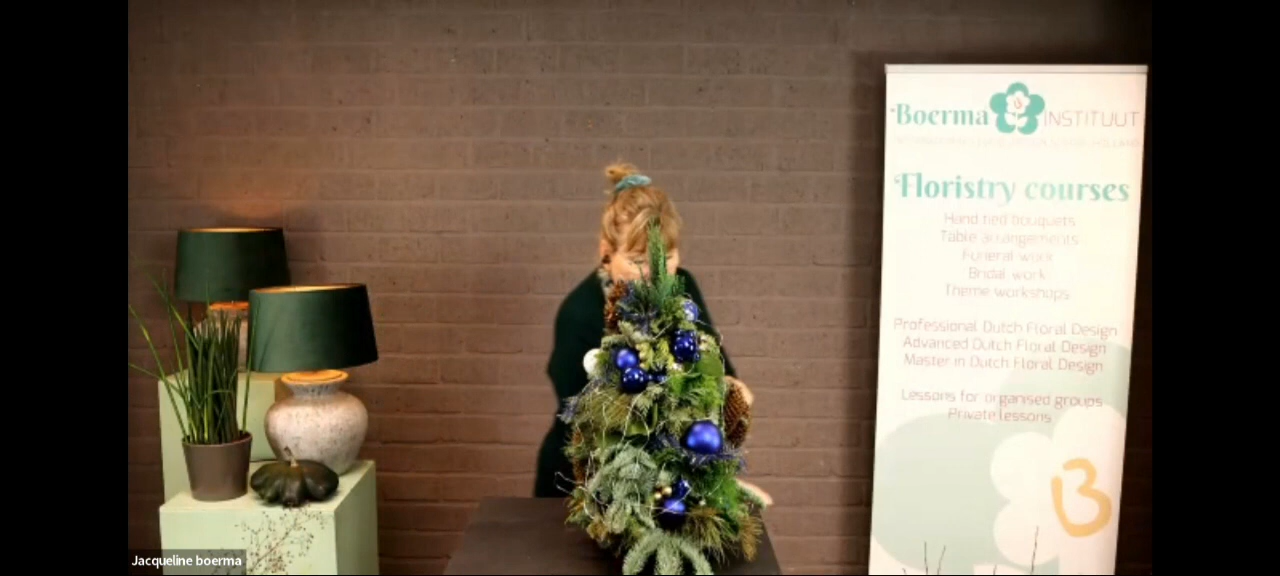 Boerma INSTITUUT
Floristry courses
Hand tied bouquets
Table arrangements
Funeral work
Bridal work
Theme workshops
Professional Dutch Floral Design
Advanced Dutch Floral Design
Master in Dutch Floral Design
Lessons for organised groups
Private lessons
B
Jacqueline boerma